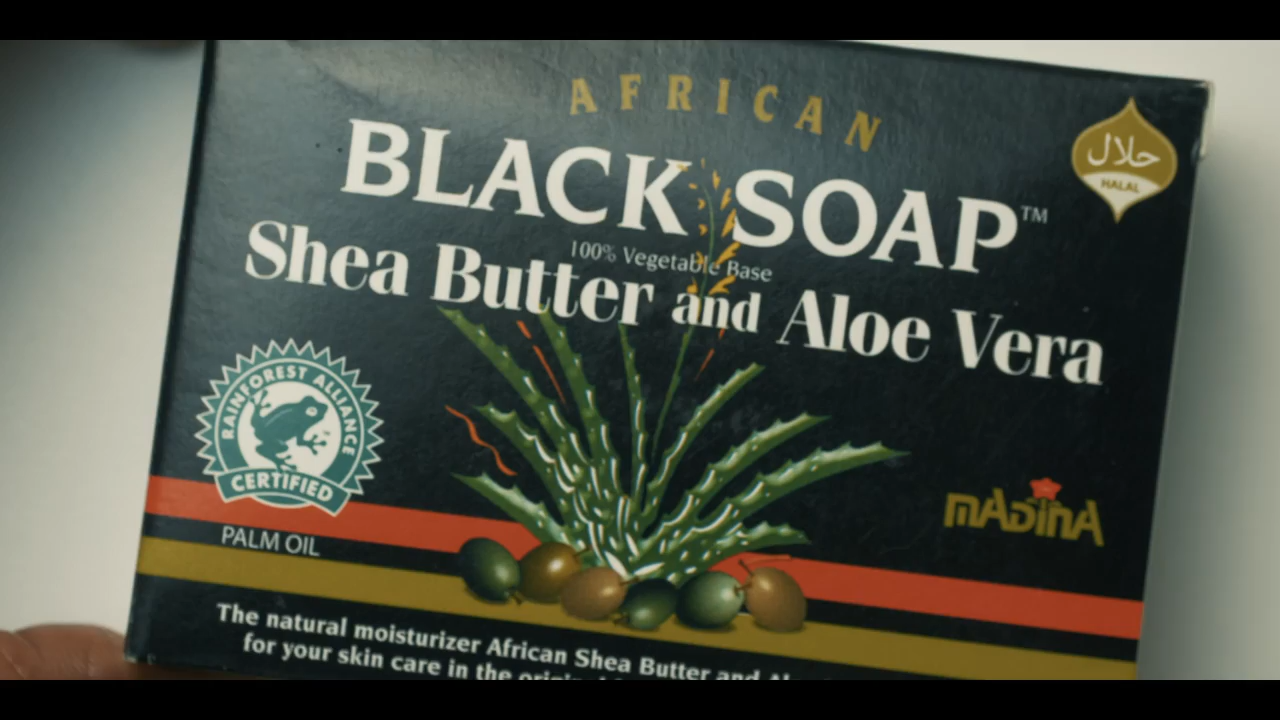 AFRICAN
BLACK SOAP™
100% Vegetable Base
Shea Butter and Aloe Vera
حلال
HALAL
RAINFOREST ALLIANCE
CERTIFIED
PALM OIL
MADINA
The natural moisturizer African Shea Butter and
for your skin care in the